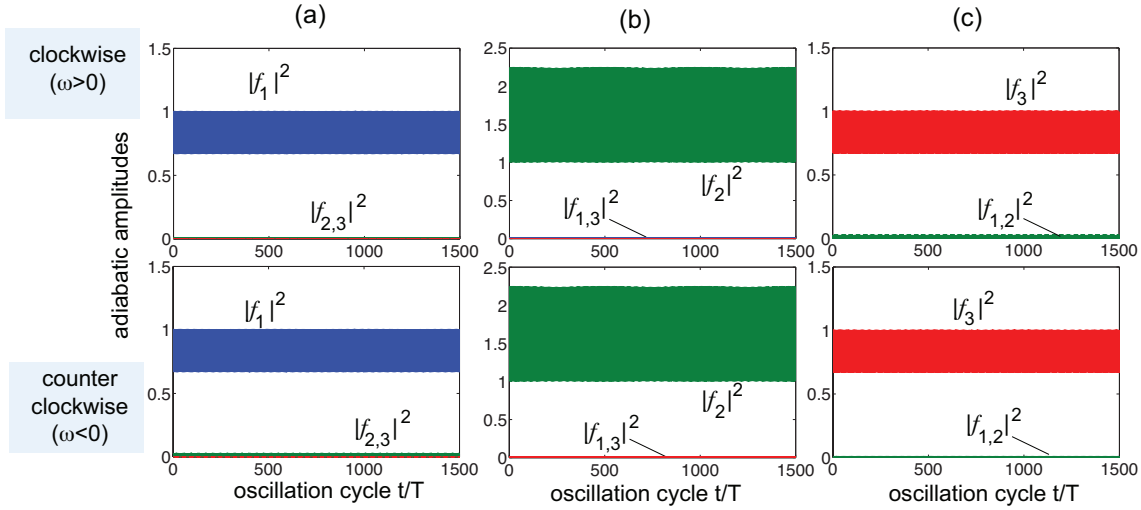 (a) (b) (c)
clockwise
(ω>0)
adiabatic amplitudes
1.5
1
0.5
0
0 500 1000 1500
|f₁|²
|f₂,₃|²
2.5
2
1.5
1
0.5
0
0 500 1000 1500
|f₂|²
|f₁,₃|²
1.5
1
0.5
0
0 500 1000 1500
|f₃|²
|f₁,₂|²
counter
clockwise
(ω<0)
1.5
1
0.5
0
0 500 1000 1500
|f₁|²
|f₂,₃|²
oscillation cycle t/T
2.5
2
1.5
1
0.5
0
0 500 1000 1500
|f₂|²
|f₁,₃|²
oscillation cycle t/T
1.5
1
0.5
0
0 500 1000 1500
|f₃|²
|f₁,₂|²
oscillation cycle t/T